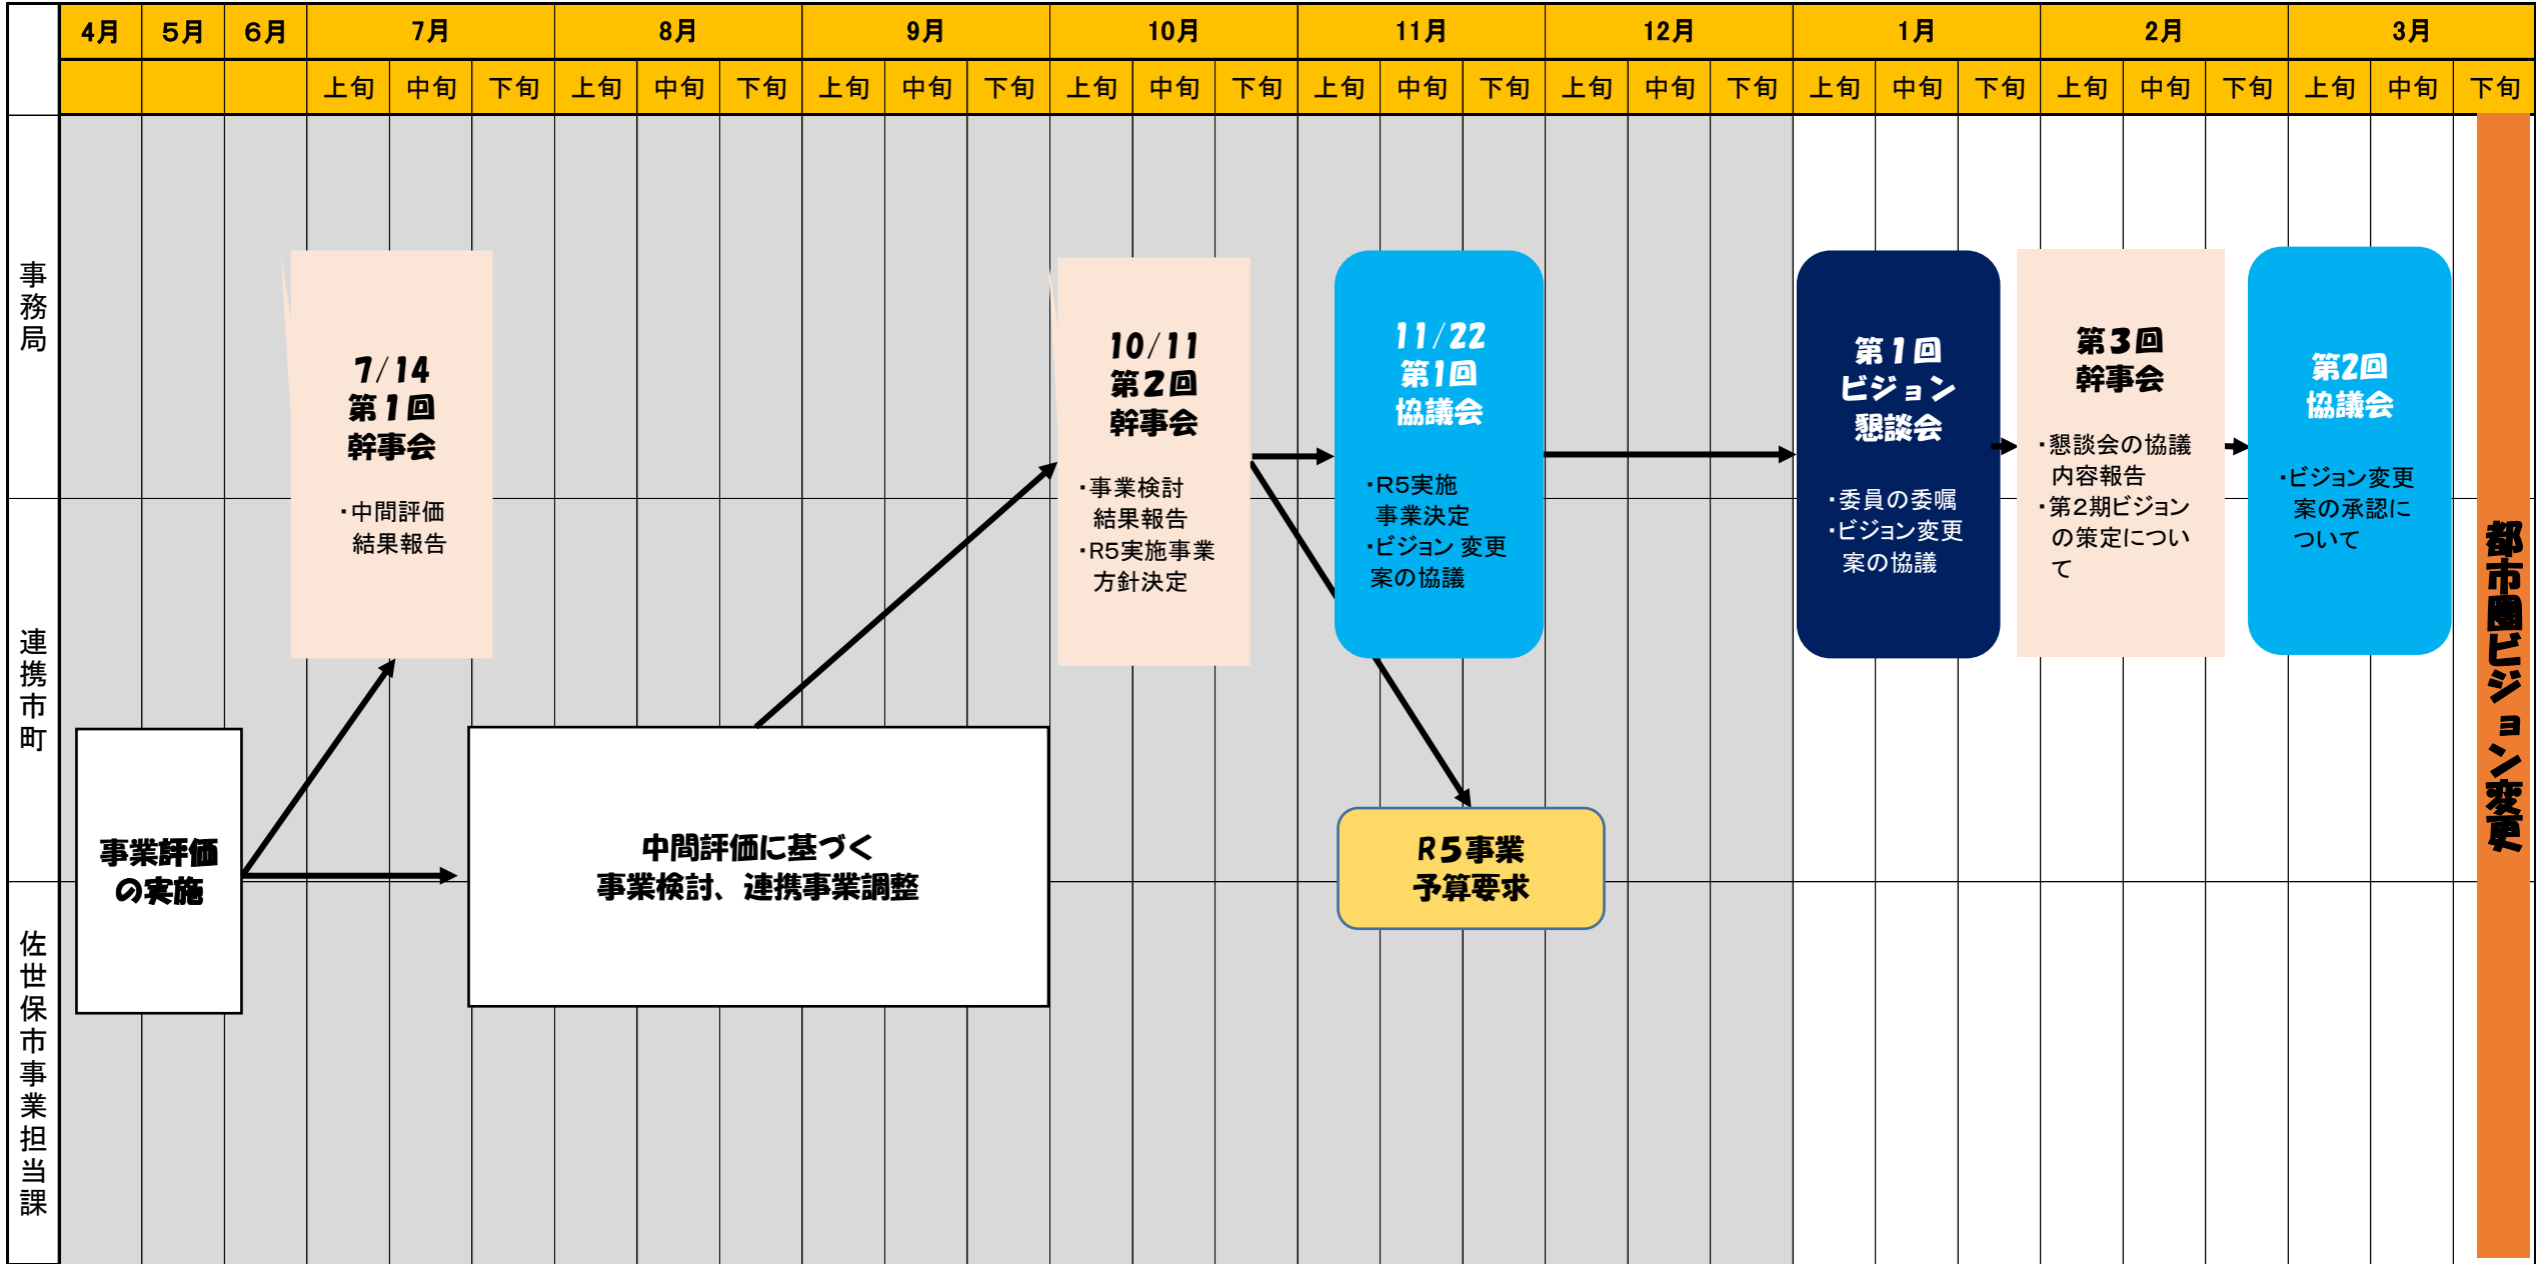 4月 5月 6月 7月 8月 9月 10月 11月 12月 1月 2月 3月
上旬 中旬 下旬 上旬 中旬 下旬 上旬 中旬 下旬 上旬 中旬 下旬 上旬 中旬 下旬 上旬 中旬 下旬 上旬 中旬 下旬 上旬 中旬 下旬 上旬 中旬 下旬
事務局
連携市町
佐世保市事業担当課
事業評価
の実施
7/14
第1回
幹事会
・中間評価
結果報告
中間評価に基づく
事業検討、連携事業調整
10/11
第2回
幹事会
・事業検討
結果報告
・R5実施事業
方針決定
11/22
第1回
協議会
・R5実施
事業決定
・ビジョン 変更
案の協議
R5事業
予算要求
第1回
ビジョン
懇談会
・委員の委嘱
・ビジョン変更
案の協議
第3回
幹事会
・懇談会の協議
内容報告
・第2期ビジョン
の策定につい
て
第2回
協議会
・ビジョン変更
案の承認に
ついて
都市圏ビジョン変更